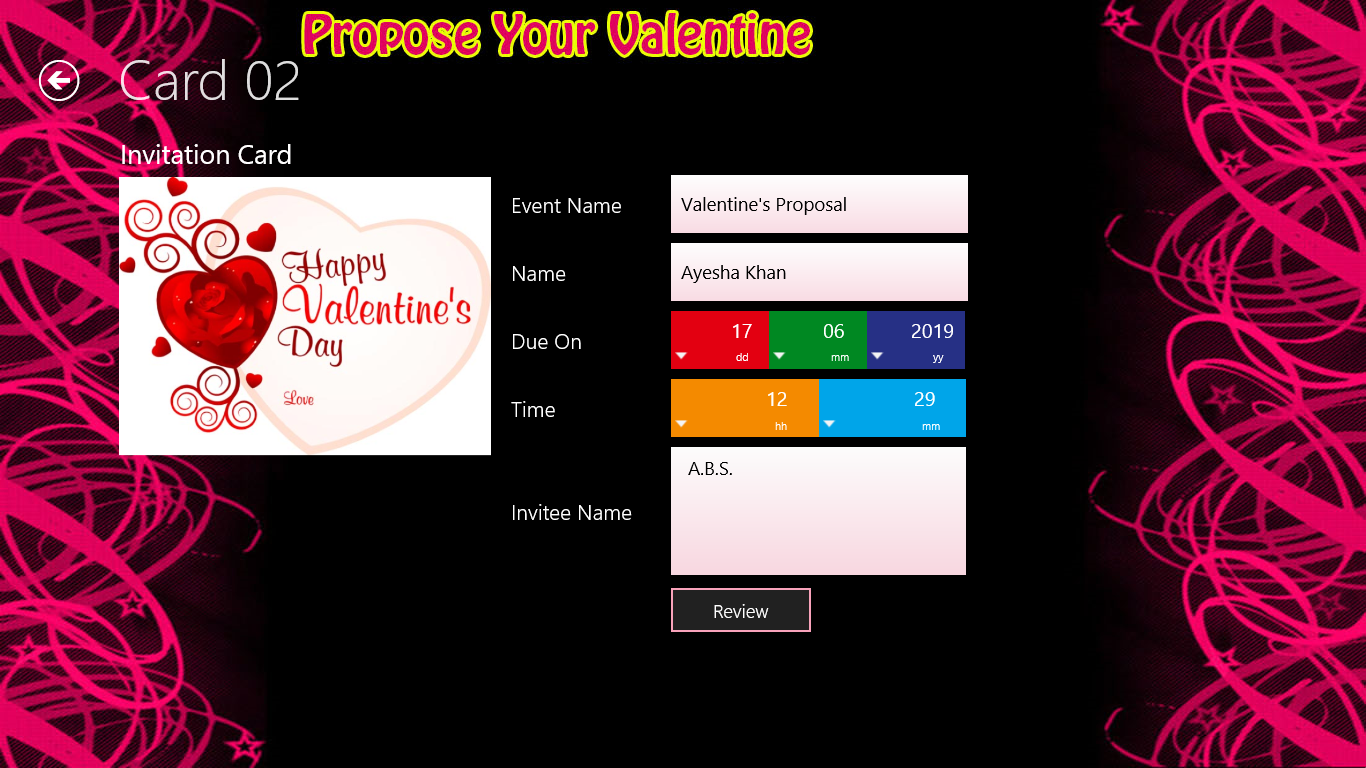 Propose Your Valentine
Card 02
Invitation Card
Happy
Valentine's
Day
Love
Event Name
Valentine's Proposal
Name
Ayesha Khan
Due On
17 06 2019
dd mm yy
Time
12 29
hh mm
Invitee Name
A.B.S.
Review